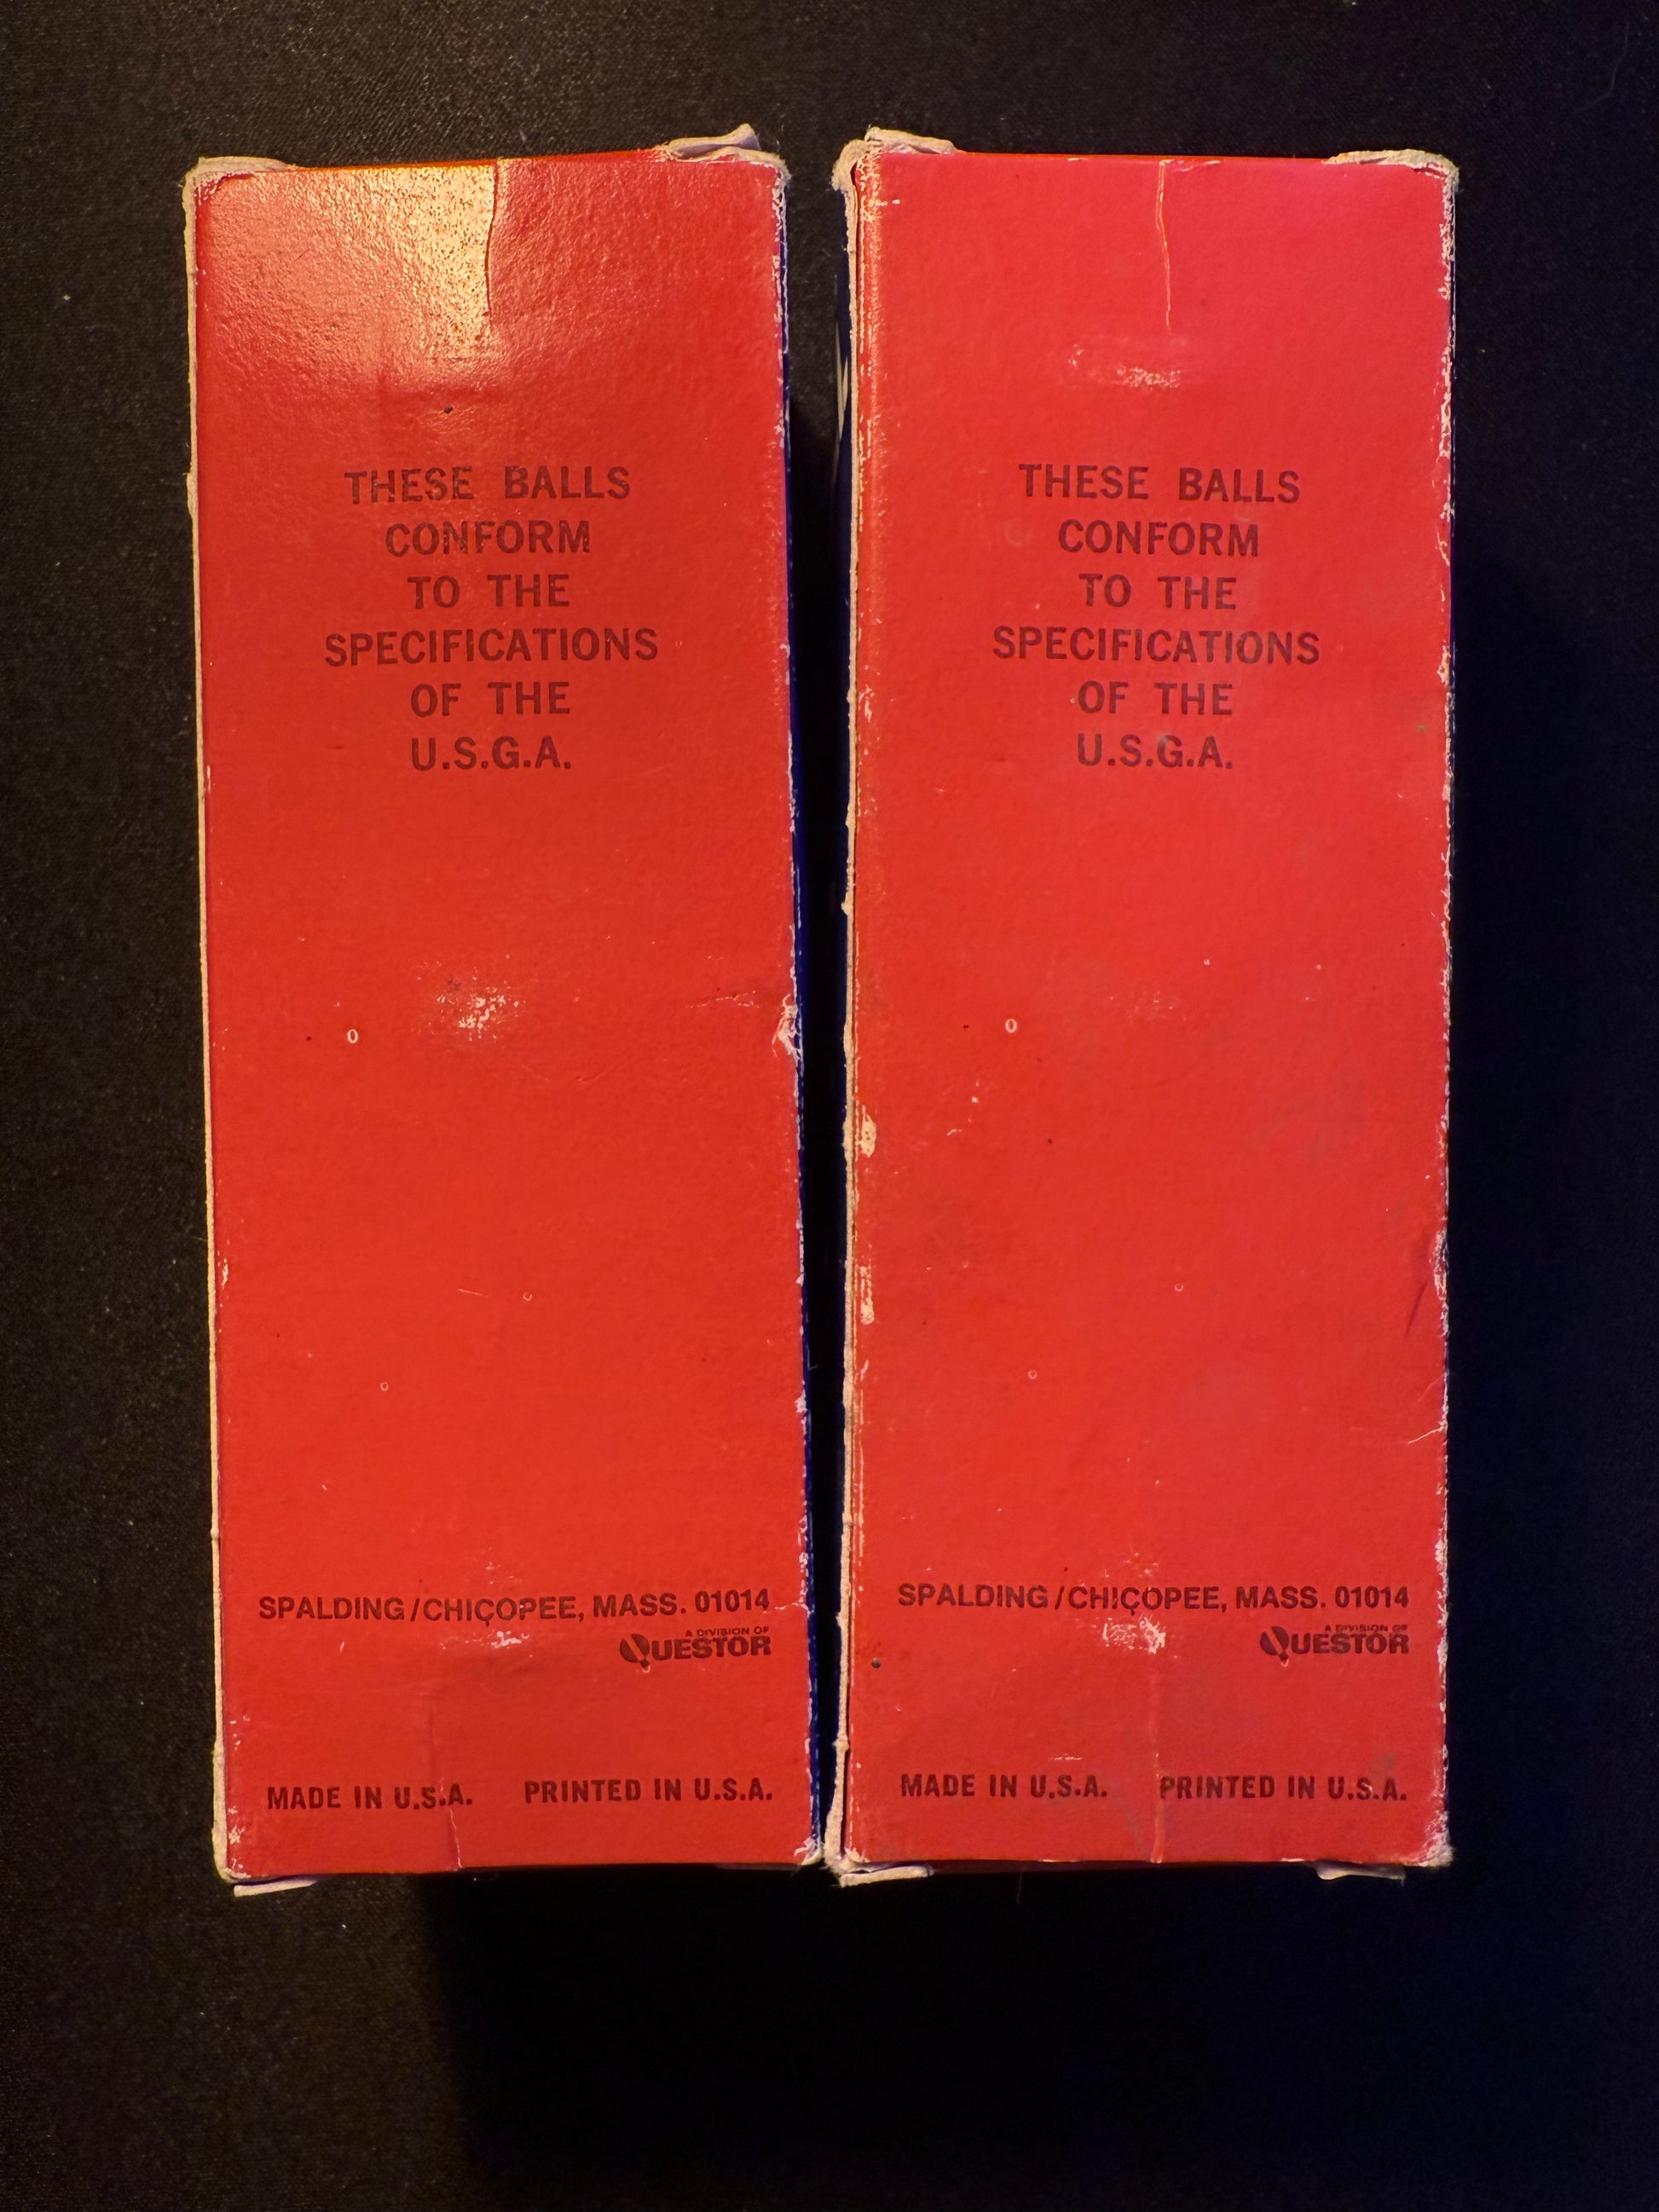 THESE BALLS
CONFORM
TO THE
SPECIFICATIONS
OF THE
U.S.G.A.
SPALDING/CHICOPEE, MASS. 01014
A DIVISION OF
QUESTOR
MADE IN U.S.A. PRINTED IN U.S.A.
THESE BALLS
CONFORM
TO THE
SPECIFICATIONS
OF THE
U.S.G.A.
SPALDING/CHICOPEE, MASS. 01014
A DIVISION OF
QUESTOR
MADE IN U.S.A. PRINTED IN U.S.A.